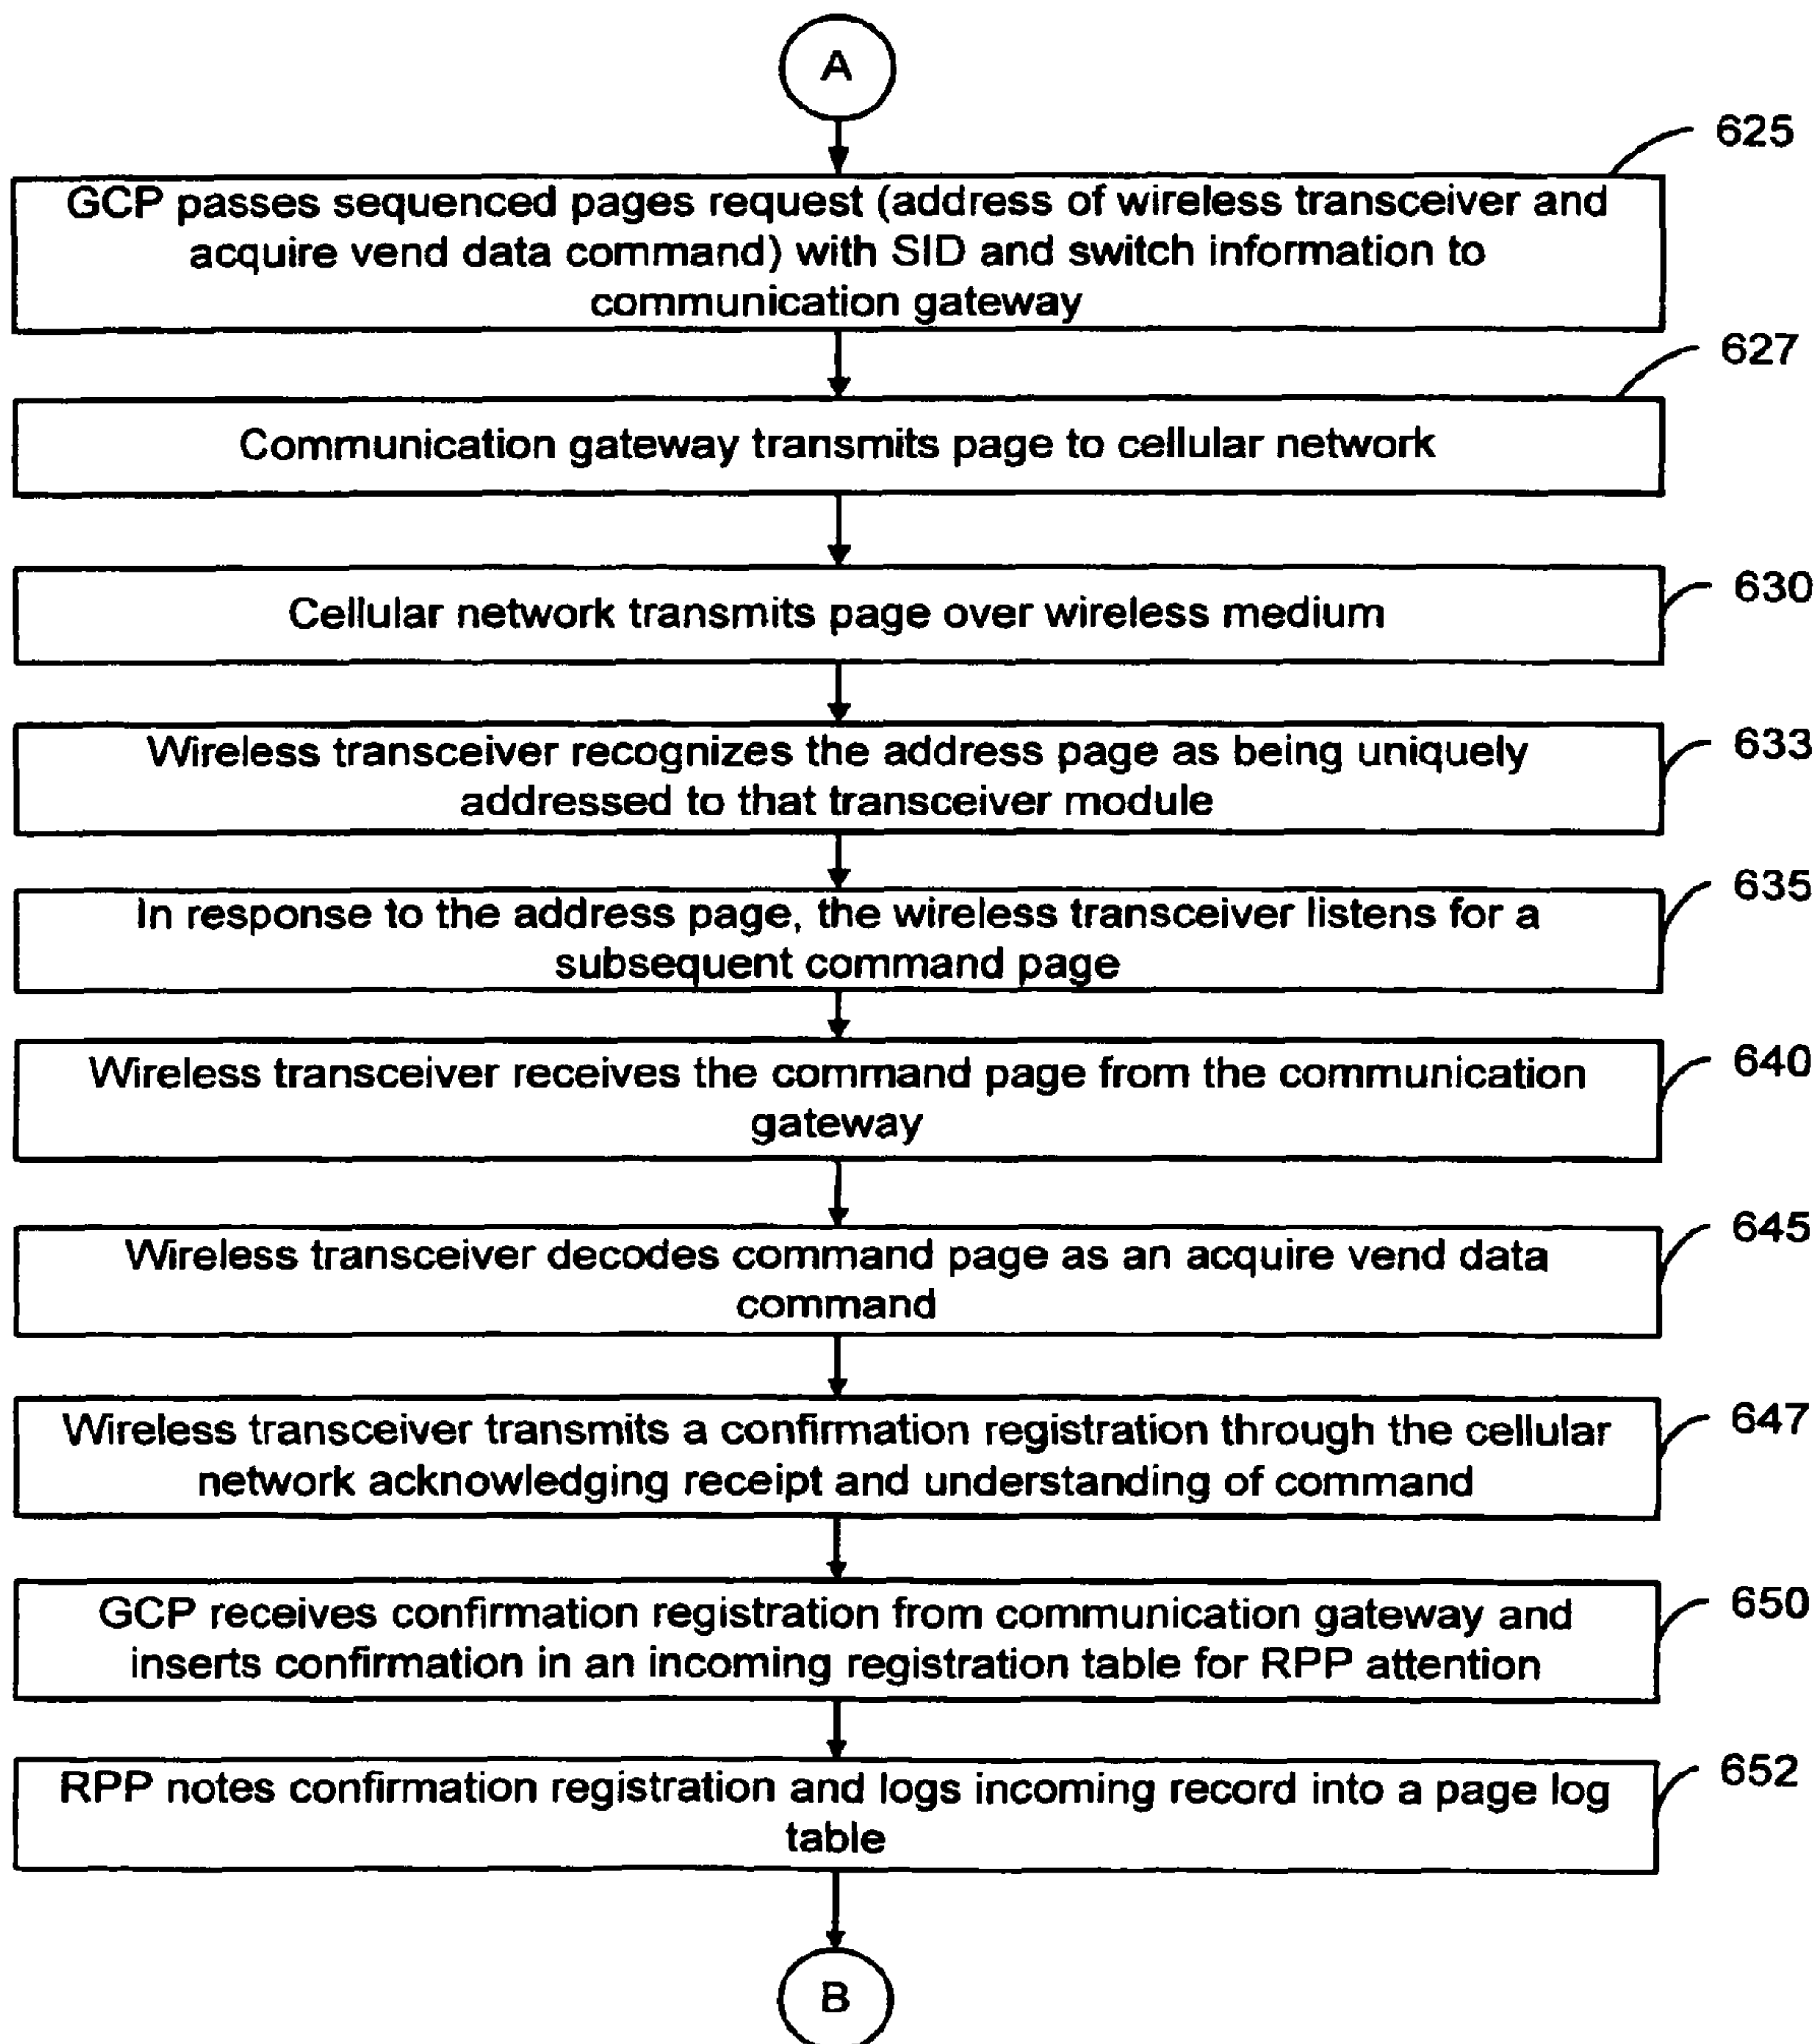 A
625
GCP passes sequenced pages request (address of wireless transceiver and
acquire vend data command) with SID and switch information to
communication gateway
627
Communication gateway transmits page to cellular network
630
Cellular network transmits page over wireless medium
633
Wireless transceiver recognizes the address page as being uniquely
addressed to that transceiver module
635
In response to the address page, the wireless transceiver listens for a
subsequent command page
640
Wireless transceiver receives the command page from the communication
gateway
645
Wireless transceiver decodes command page as an acquire vend data
command
647
Wireless transceiver transmits a confirmation registration through the cellular
network acknowledging receipt and understanding of command
650
GCP receives confirmation registration from communication gateway and
inserts confirmation in an incoming registration table for RPP attention
652
RPP notes confirmation registration and logs incoming record into a page log
table
B